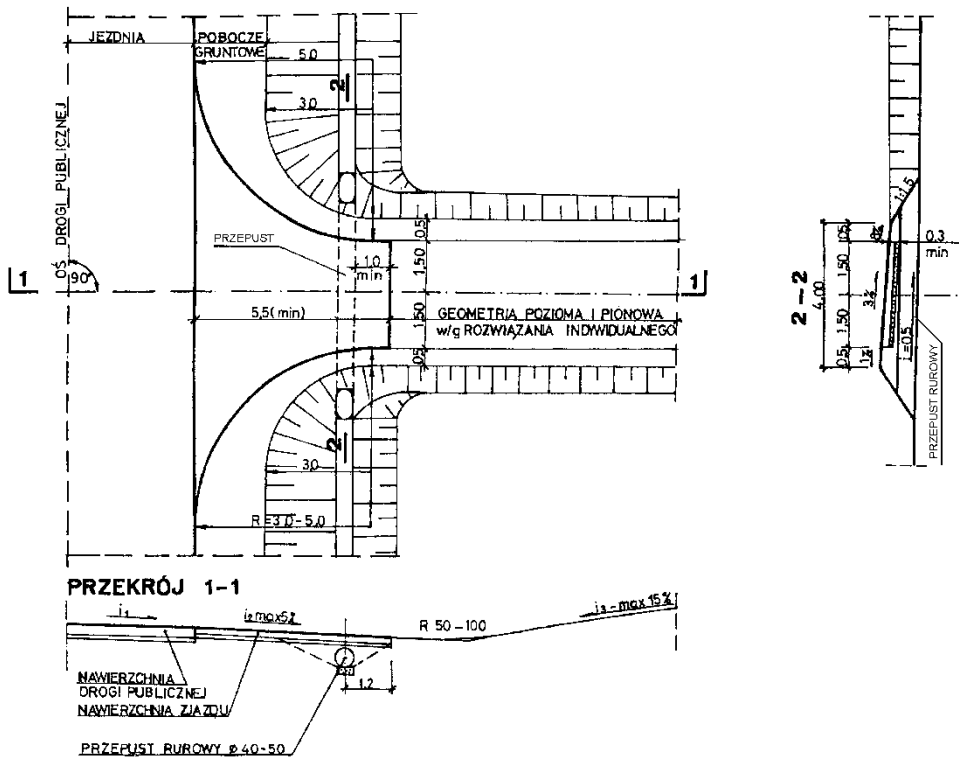 JEZDNIA
POBOCZE
GRUNTOWE
5,0
2
3,0
OŚ DROGI PUBLICZNEJ
90°
PRZEPUST
1,0
min
0,5
1,50
1,50
0,5
1
1
5,5(min)
GEOMETRIA POZIOMA I PIONOWA
w/g ROZWIĄZANIA INDYWIDUALNEGO
2
3,0
R=3,0-5,0
2-2
4,00
0,5
1,50
1,50
0,5
1:1,5
0,3
min
i=0,5
PRZEPUST RUROWY
PRZEKRÓJ 1-1
i₁
i₂ max5%
R 50-100
i₃-max 15%
1,2
NAWIERZCHNIA
DROGI PUBLICZNEJ
NAWIERZCHNIA ZJAZDU
PRZEPUST RUROWY ø 40-50